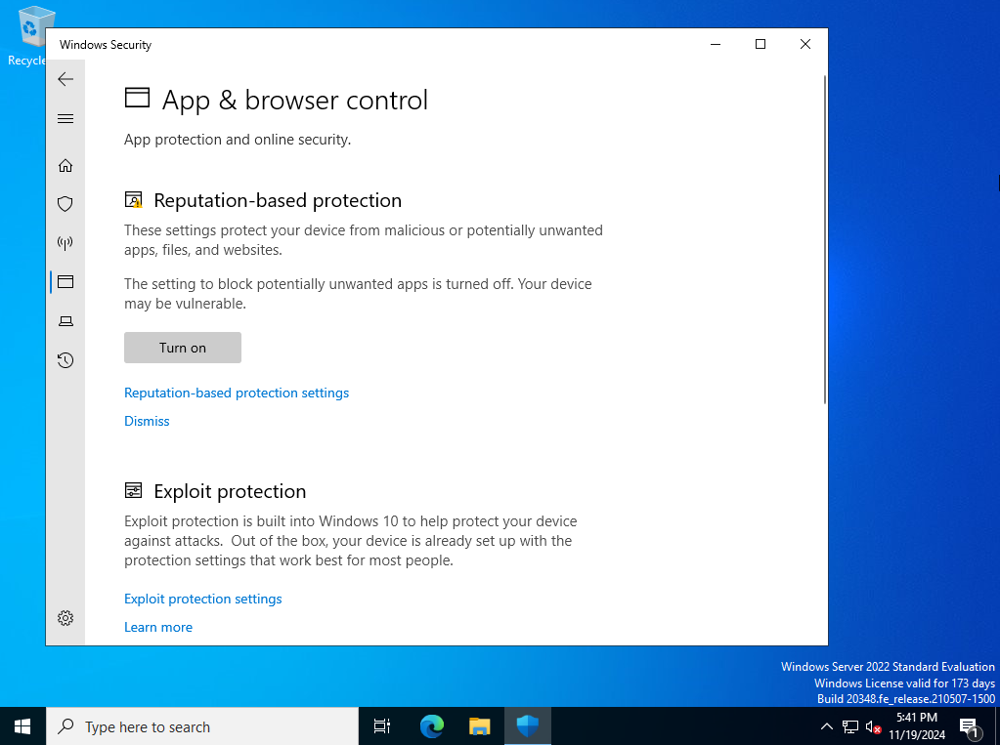 Recycle
Windows Security
App & browser control
App protection and online security.
Reputation-based protection
These settings protect your device from malicious or potentially unwanted
apps, files, and websites.
The setting to block potentially unwanted apps is turned off. Your device
may be vulnerable.
Turn on
Reputation-based protection settings
Dismiss
Exploit protection
Exploit protection is built into Windows 10 to help protect your device
against attacks.  Out of the box, your device is already set up with the
protection settings that work best for most people.
Exploit protection settings
Learn more
Windows Server 2022 Standard Evaluation
Windows License valid for 173 days
Build 20348.fe_release.210507-1500
Type here to search
5:41 PM
11/19/2024
1